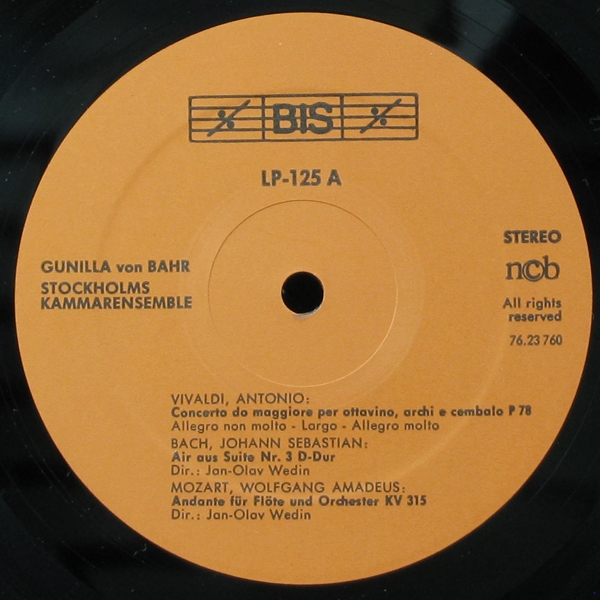 BIS
LP-125 A
GUNILLA von BAHR
STOCKHOLMS
KAMMARENSEMBLE
STEREO
ncb
All rights
reserved
76.23760
VIVALDI, ANTONIO:
Concerto do maggiore per ottavino, archi e cembalo P 78
Allegro non molto - Largo - Allegro molto
BACH, JOHANN SEBASTIAN:
Air aus Suite Nr. 3 D-Dur
Dir.: Jan-Olav Wedin
MOZART, WOLFGANG AMADEUS:
Andante für Flöte und Orchester KV 315
Dir.: Jan-Olav Wedin